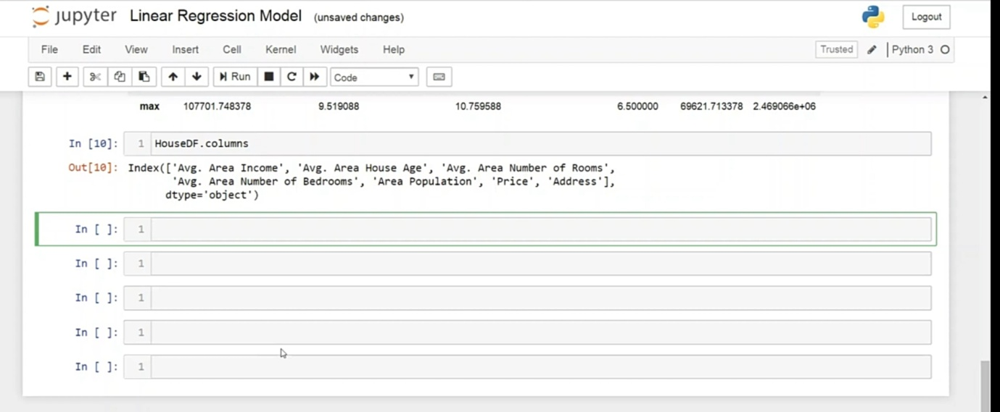 jupyter Linear Regression Model (unsaved changes) Logout
File Edit View Insert Cell Kernel Widgets Help Trusted Python 3
Run Code
max 107701.748378 9.519088 10.759588 6.500000 69621.713378 2.469066e+06
In [10]: 1 HouseDF.columns
Out[10]: Index(['Avg. Area Income', 'Avg. Area House Age', 'Avg. Area Number of Rooms',
'Avg. Area Number of Bedrooms', 'Area Population', 'Price', 'Address'],
dtype='object')
In [ ]: 1
In [ ]: 1
In [ ]: 1
In [ ]: 1
In [ ]: 1